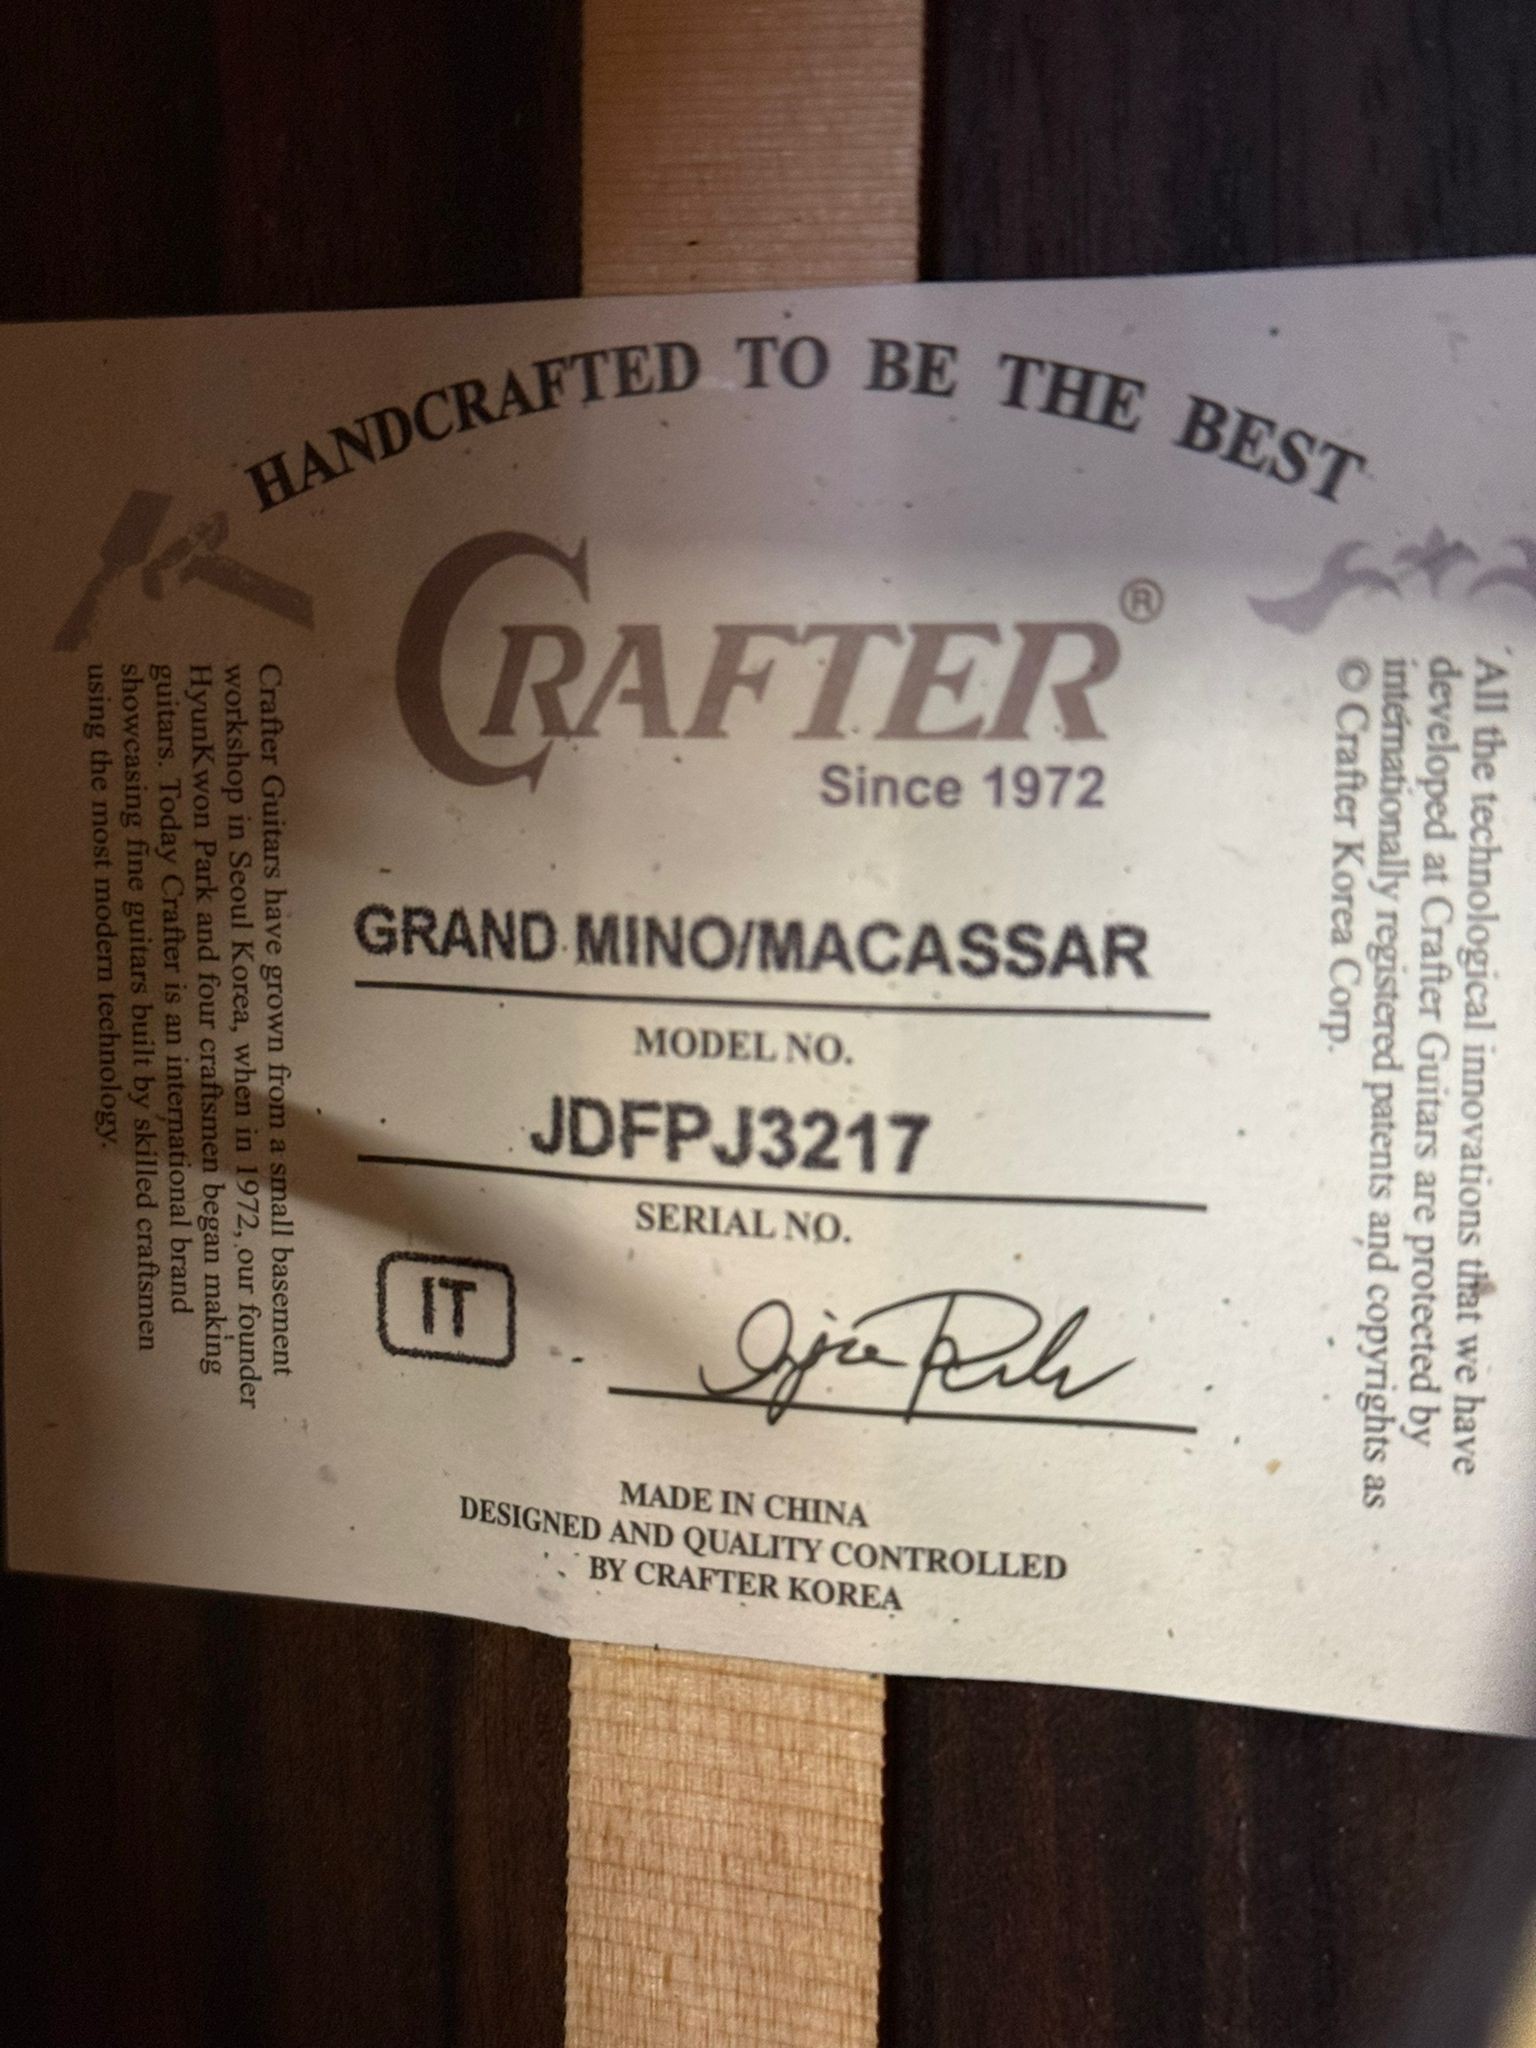 HANDCRAFTED TO BE THE BEST
CRAFTER®
Since 1972
GRAND MINO/MACASSAR
MODEL NO.
JDFPJ3217
SERIAL NO.
IT
MADE IN CHINA
DESIGNED AND QUALITY CONTROLLED
BY CRAFTER KOREA
Crafter Guitars have grown from a small basement
workshop in Seoul Korea, when in 1972, our founder
HyunKwon Park and four craftsmen began making
guitars. Today Crafter is an international brand
showcasing fine guitars built by skilled craftsmen
using the most modern technology.
All the technological innovations that we have
developed at Crafter Guitars are protected by
internationally registered patents and copyrights as
© Crafter Korea Corp.